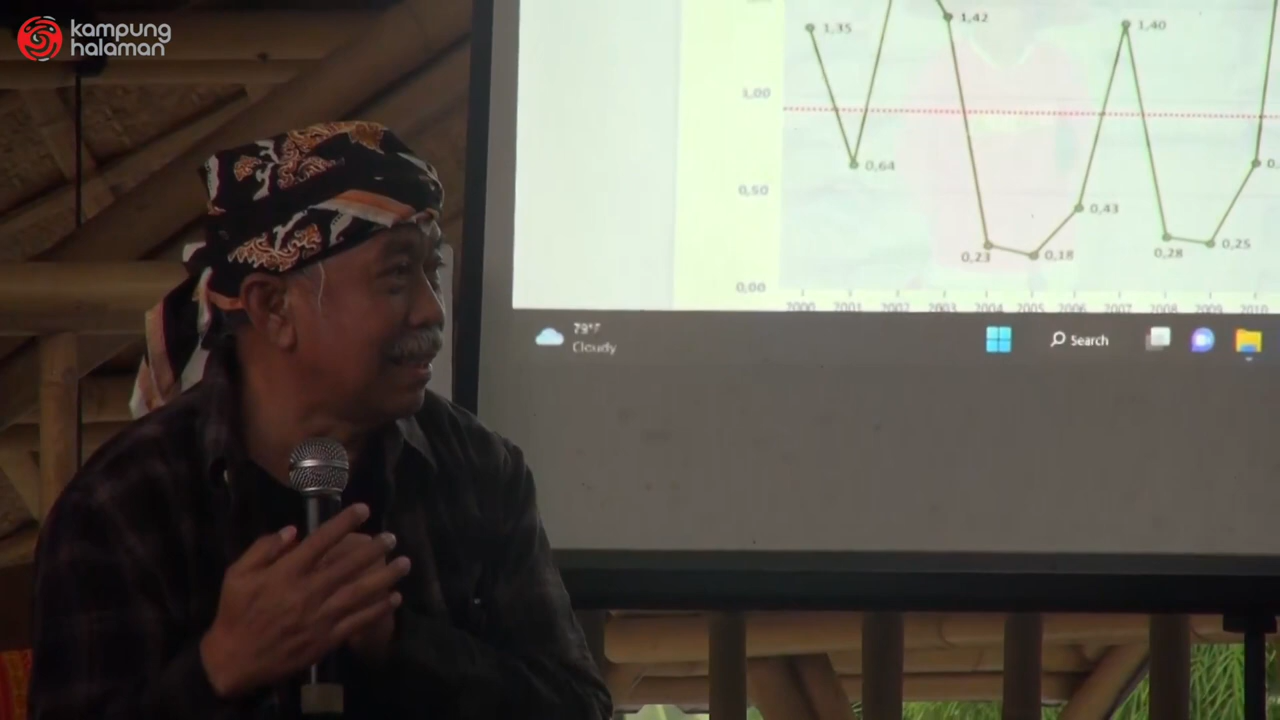 kampung
halaman
1,35
1,42
1,40
1,00
0,64
0,50
0,43
0,23
0,18
0,28
0,25
0,00
2000 2001 2002 2003 2004 2005 2006 2007 2008 2009 2010
79°F
Cloudy
Search